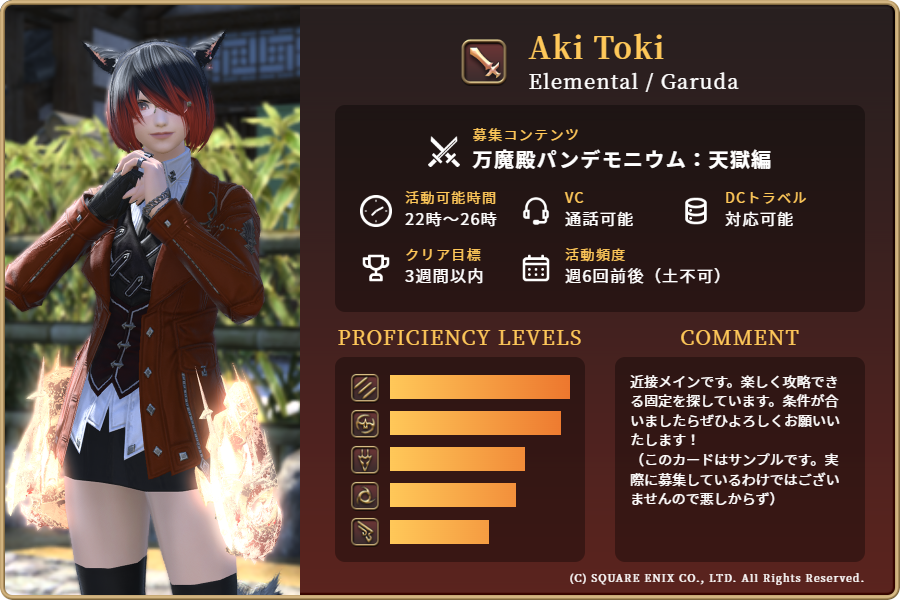 Aki Toki
Elemental / Garuda
募集コンテンツ
万魔殿パンデモニウム：天獄編
活動可能時間
22時～26時
VC
通話可能
DCトラベル
対応可能
クリア目標
3週間以内
活動頻度
週6回前後（土不可）
PROFICIENCY LEVELS
COMMENT
近接メインです。楽しく攻略でき
る固定を探しています。条件が合
いましたらぜひよろしくお願いい
たします！
（このカードはサンプルです。実
際に募集しているわけではござい
ませんので悪しからず）
(C) SQUARE ENIX CO., LTD. All Rights Reserved.